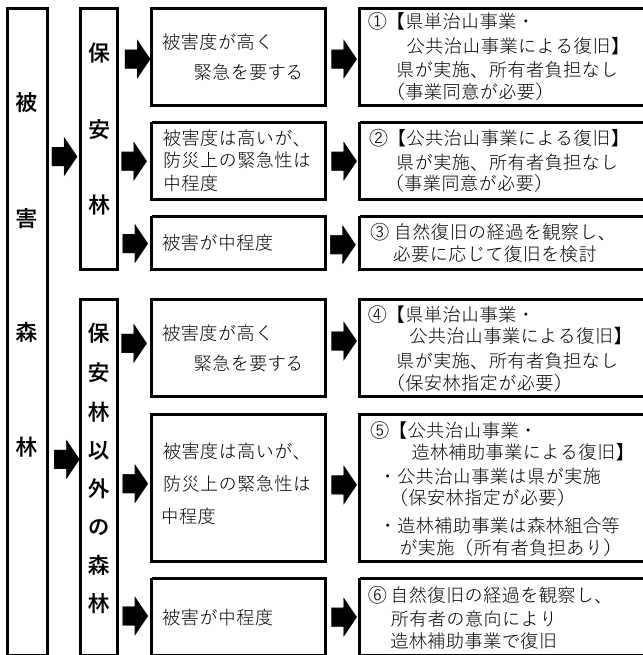 被害森林
保安林
被害度が高く
緊急を要する
①【県単治山事業・
公共治山事業による復旧】
県が実施、所有者負担なし
(事業同意が必要)
被害度は高いが、
防災上の緊急性は
中程度
②【公共治山事業による復旧】
県が実施、所有者負担なし
(事業同意が必要)
被害が中程度
③ 自然復旧の経過を観察し、
必要に応じて復旧を検討
保安林以外の森林
被害度が高く
緊急を要する
④【県単治山事業・
公共治山事業による復旧】
県が実施、所有者負担なし
(保安林指定が必要)
被害度は高いが、
防災上の緊急性は
中程度
⑤【公共治山事業・
造林補助事業による復旧】
・公共治山事業は県が実施
(保安林指定が必要)
・造林補助事業は森林組合等
が実施（所有者負担あり）
被害が中程度
⑥ 自然復旧の経過を観察し、
所有者の意向により
造林補助事業で復旧